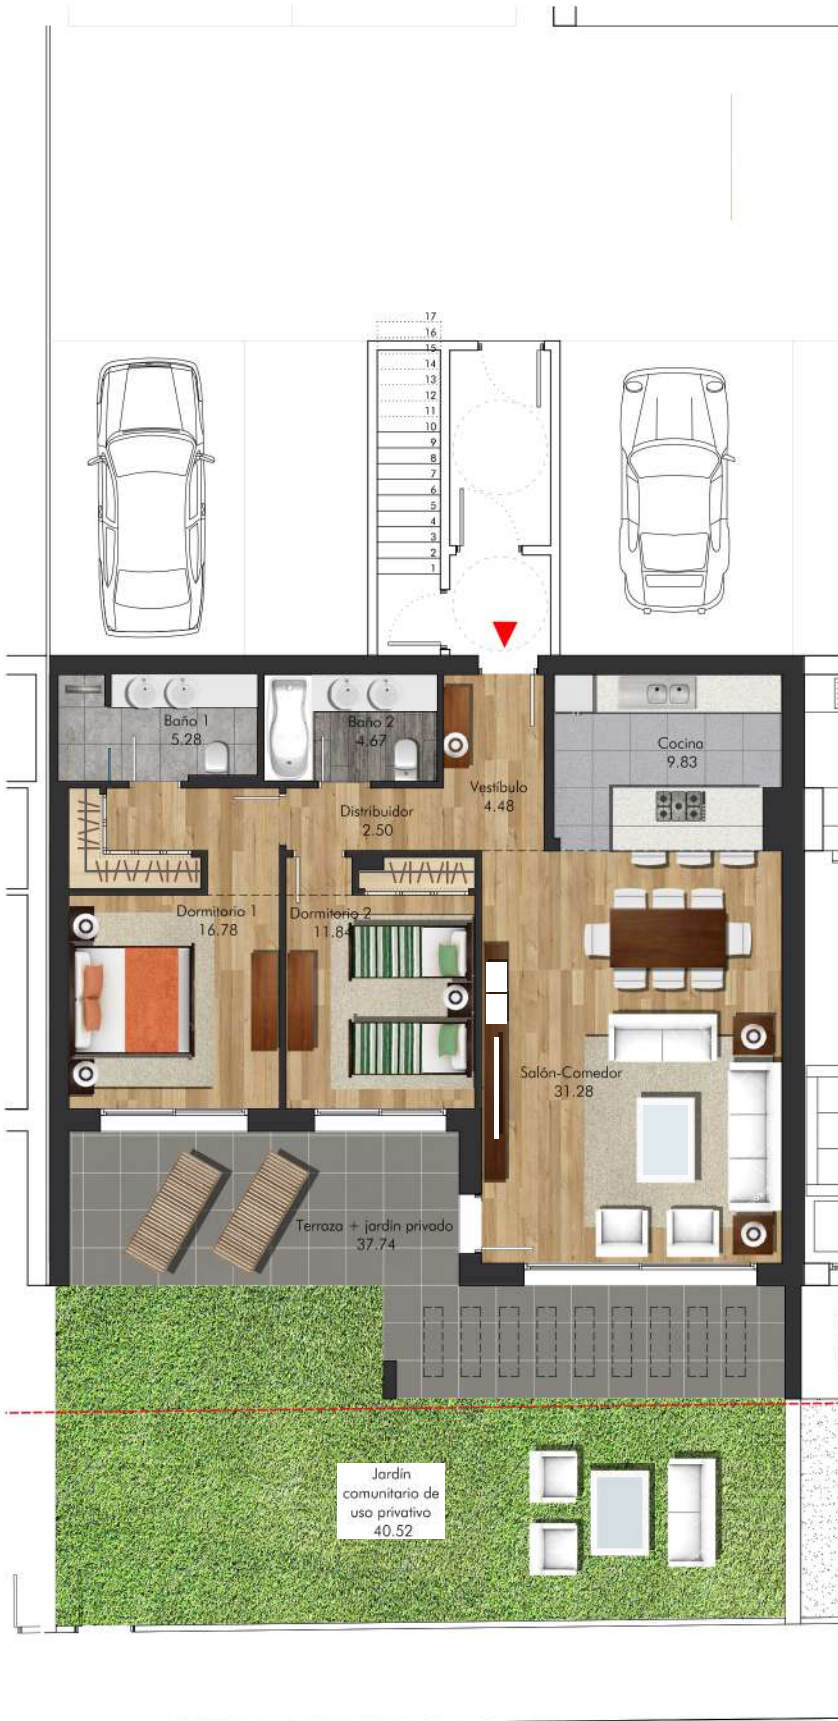 17
16
15
14
13
12
11
10
9
8
7
6
5
4
3
2
1
Baño 1
5.28
Baño 2
4.67
Cocina
9.83
Vestíbulo
4.48
Distribuidor
2.50
Dormitorio 1
16.78
Dormitorio 2
11.84
Salón-Comedor
31.28
Terraza + jardín privado
37.74
Jardín
comunitario de
uso privativo
40.52